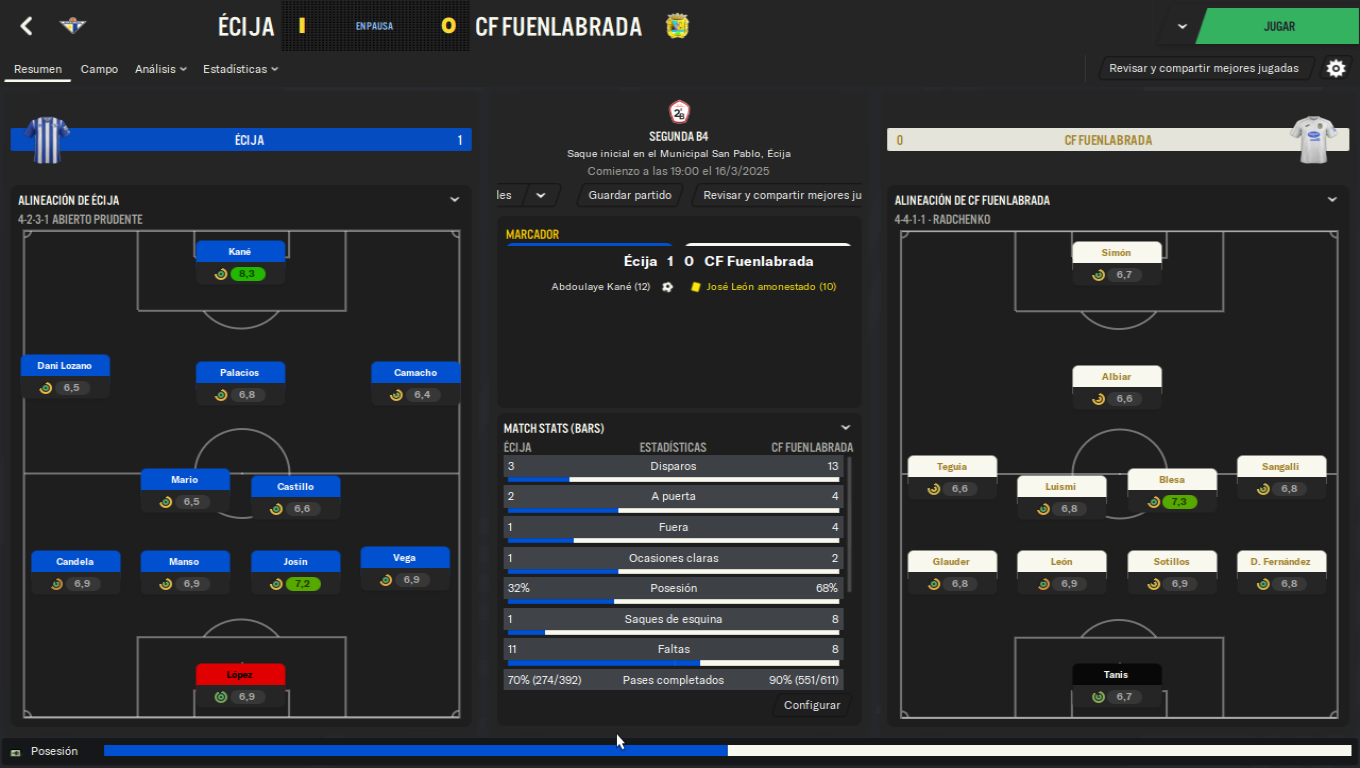 ÉCIJA 1 EN PAUSA 0 CF FUENLABRADA JUGAR
Resumen Campo Análisis Estadísticas Revisar y compartir mejores jugadas
ÉCIJA 1
2ªB
SEGUNDA B4
Saque inicial en el Municipal San Pablo, Écija
Comienzo a las 19:00 el 16/3/2025
0 CF FUENLABRADA
les Guardar partido Revisar y compartir mejores ju
ALINEACIÓN DE ÉCIJA
4-2-3-1 ABIERTO PRUDENTE
Kané
8,3
Dani Lozano
6,5
Palacios
6,8
Camacho
6,4
Mario
6,5
Castillo
6,6
Candela
6,9
Manso
6,9
Josín
7,2
Vega
6,9
López
6,9
MARCADOR
Écija 1 0 CF Fuenlabrada
Abdoulaye Kané (12) José León amonestado (10)
MATCH STATS (BARS)
ÉCIJA ESTADÍSTICAS CF FUENLABRADA
3 Disparos 13
2 A puerta 4
1 Fuera 4
1 Ocasiones claras 2
32% Posesión 68%
1 Saques de esquina 8
11 Faltas 8
70% (274/392) Pases completados 90% (551/611)
Configurar
ALINEACIÓN DE CF FUENLABRADA
4-4-1-1 - RADCHENKO
Simón
6,7
Albiar
6,6
Teguia
6,6
Luismi
6,8
Blesa
7,3
Sangalli
6,8
Glauder
6,8
León
6,9
Sotillos
6,9
D. Fernández
6,8
Tanis
6,7
Posesión